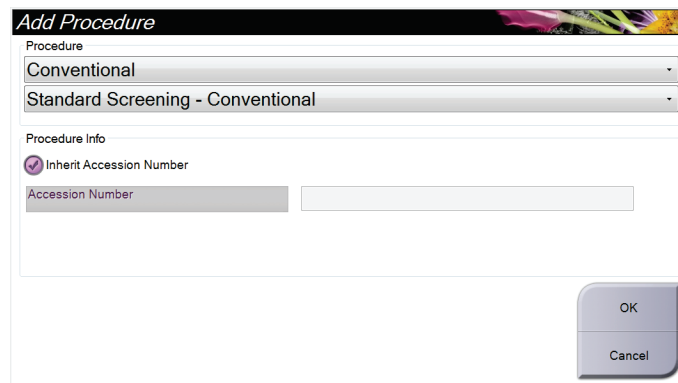 Add Procedure
Procedure
Conventional
Standard Screening - Conventional
Procedure Info
Inherit Accession Number
Accession Number
OK
Cancel